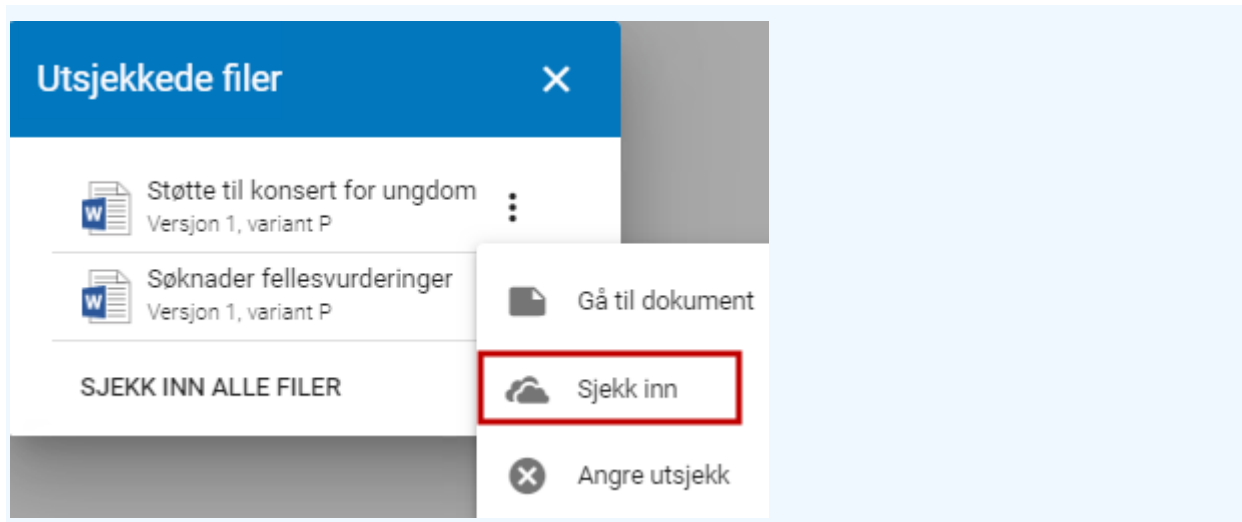 Utsjekkede filer
Støtte til konsert for ungdom
Versjon 1, variant P
Søknader fellesvurderinger
Versjon 1, variant P
SJEKK INN ALLE FILER
Gå til dokument
Sjekk inn
Angre utsjekk